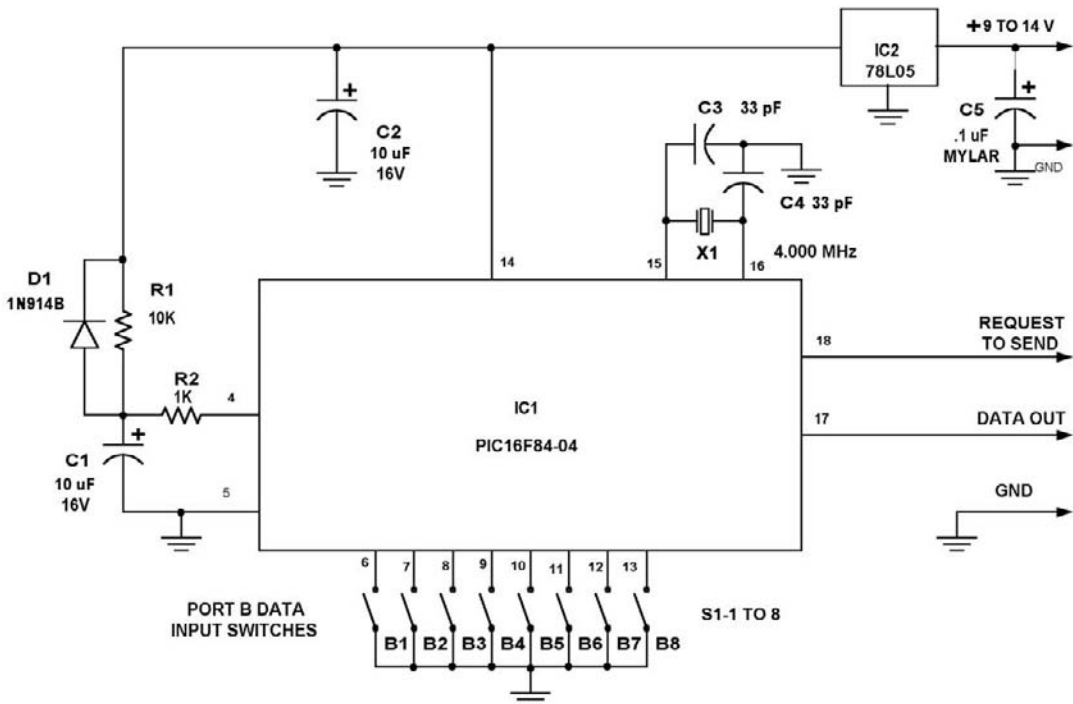 +9 TO 14 V
IC2
78L05
C3 33 pF
C2
10 uF
16V
C5
.1 uF
MYLAR
GND
C4 33 pF
X1
4.000 MHz
14
15
16
D1
1N914B
R1
10K
R2
1K
4
IC1
PIC16F84-04
18
REQUEST
TO SEND
17
DATA OUT
C1
10 uF
16V
5
GND
6 7 8 9 10 11 12 13
PORT B DATA
INPUT SWITCHES
B1 B2 B3 B4 B5 B6 B7 B8
S1-1 TO 8